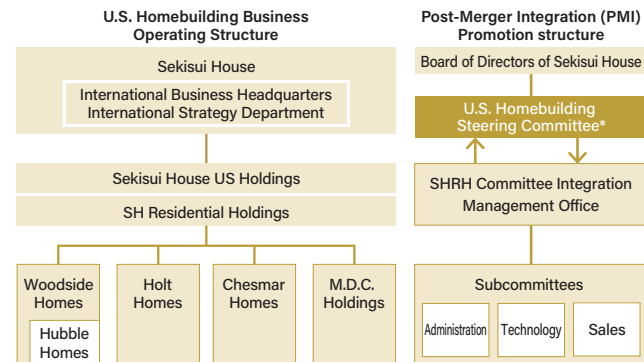 U.S. Homebuilding Business
Operating Structure
Sekisui House
International Business Headquarters
International Strategy Department
Sekisui House US Holdings
SH Residential Holdings
Woodside
Homes
Hubble
Homes
Holt
Homes
Chesmar
Homes
M.D.C.
Holdings
Post-Merger Integration (PMI)
Promotion structure
Board of Directors of Sekisui House
U.S. Homebuilding
Steering Committee*
SHRH Committee Integration
Management Office
Subcommittees
Administration
Technology
Sales